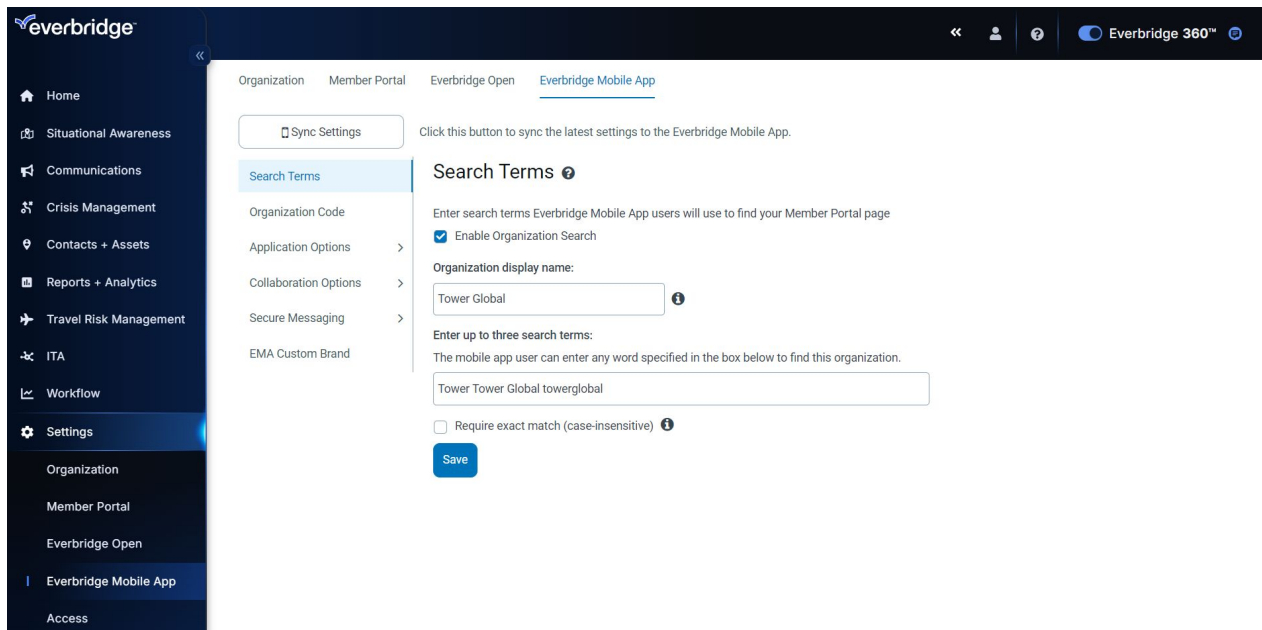 everbridge
Everbridge 360™
Home
Situational Awareness
Communications
Crisis Management
Contacts + Assets
Reports + Analytics
Travel Risk Management
ITA
Workflow
Settings
Organization
Member Portal
Everbridge Open
Everbridge Mobile App
Access
Organization Member Portal Everbridge Open Everbridge Mobile App
Sync Settings Click this button to sync the latest settings to the Everbridge Mobile App.
Search Terms
Organization Code
Application Options
Collaboration Options
Secure Messaging
EMA Custom Brand
Search Terms
Enter search terms Everbridge Mobile App users will use to find your Member Portal page
Enable Organization Search
Organization display name:
Tower Global
Enter up to three search terms:
The mobile app user can enter any word specified in the box below to find this organization.
Tower Tower Global towerglobal
Require exact match (case-insensitive)
Save